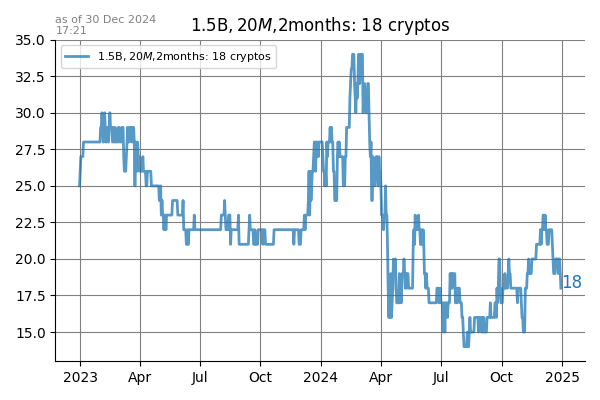 as of 30 Dec 2024
17:21
1.5B, 20M,2months: 18 cryptos
1.5B, 20M,2months: 18 cryptos
35.0
32.5
30.0
27.5
25.0
22.5
20.0
17.5
15.0
18
2023 Apr Jul Oct 2024 Apr Jul Oct 2025